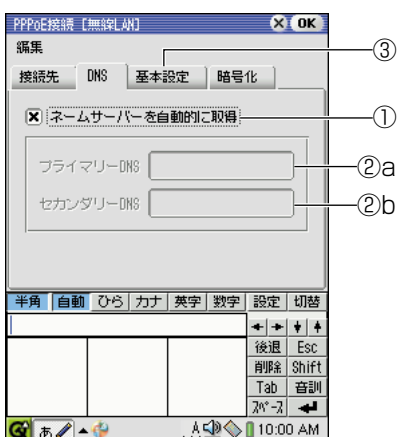 PPPoE接続【無線LAN】 × OK
編集
③
接続先 DNS 基本設定 暗号化
ネームサーバーを自動的に取得 ①
プライマリーDNS ②a
セカンダリーDNS ②b
半角 自動 ひら カナ 英字 数字 設定 切替
後退 Esc
削除 Shift
Tab 音訓
スペース
あ A 10:00 AM